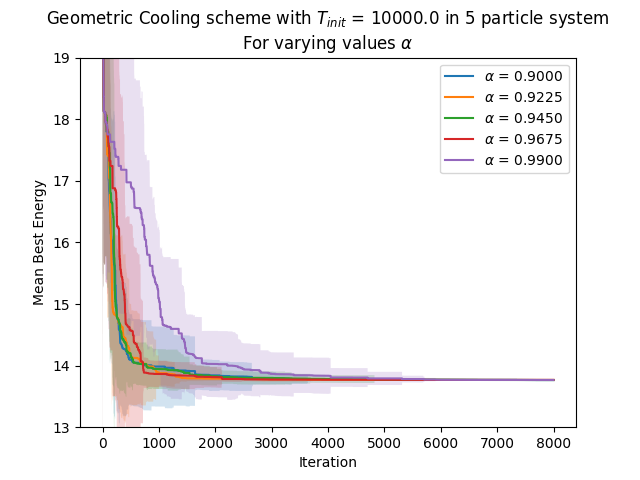 Geometric Cooling scheme with T_init = 10000.0 in 5 particle system
For varying values α
19
18
17
16
15
14
13
Mean Best Energy
α = 0.9000
α = 0.9225
α = 0.9450
α = 0.9675
α = 0.9900
0 1000 2000 3000 4000 5000 6000 7000 8000
Iteration